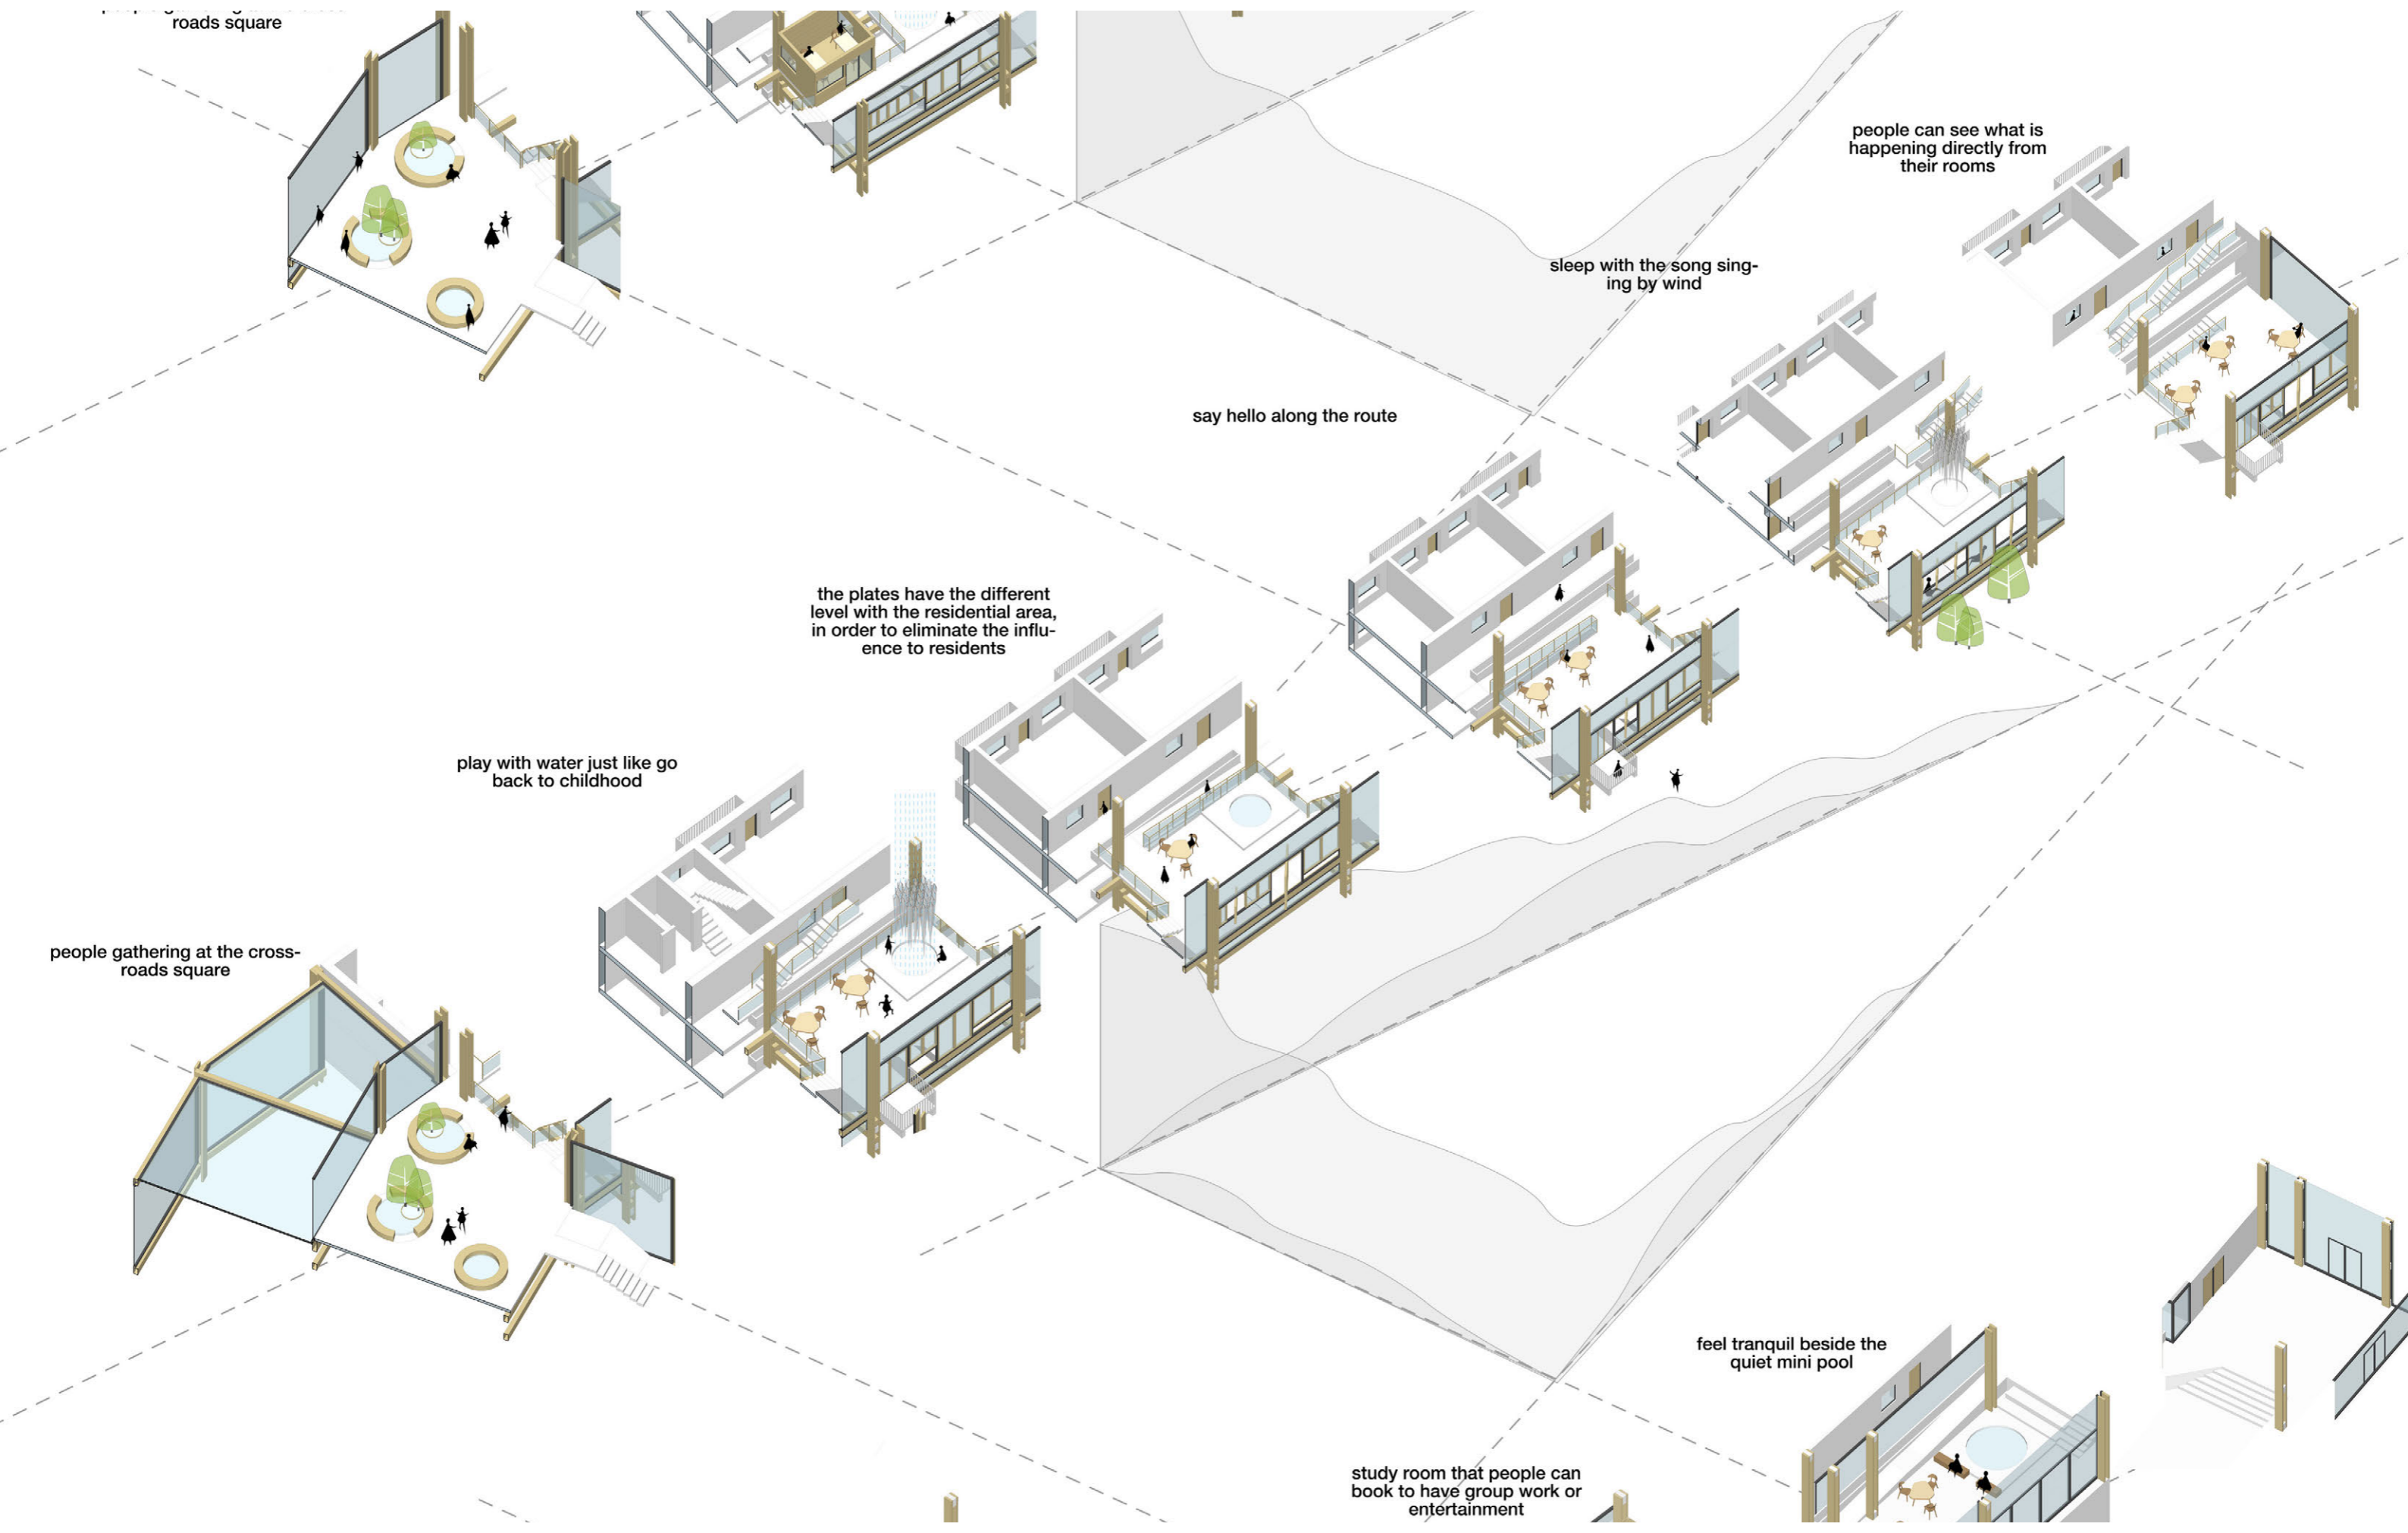 roads square
people can see what is
happening directly from
their rooms
sleep with the song sing-
ing by wind
say hello along the route
the plates have the different
level with the residential area,
in order to eliminate the influ-
ence to residents
play with water just like go
back to childhood
people gathering at the cross-
roads square
feel tranquil beside the
quiet mini pool
study room that people can
book to have group work or
entertainment